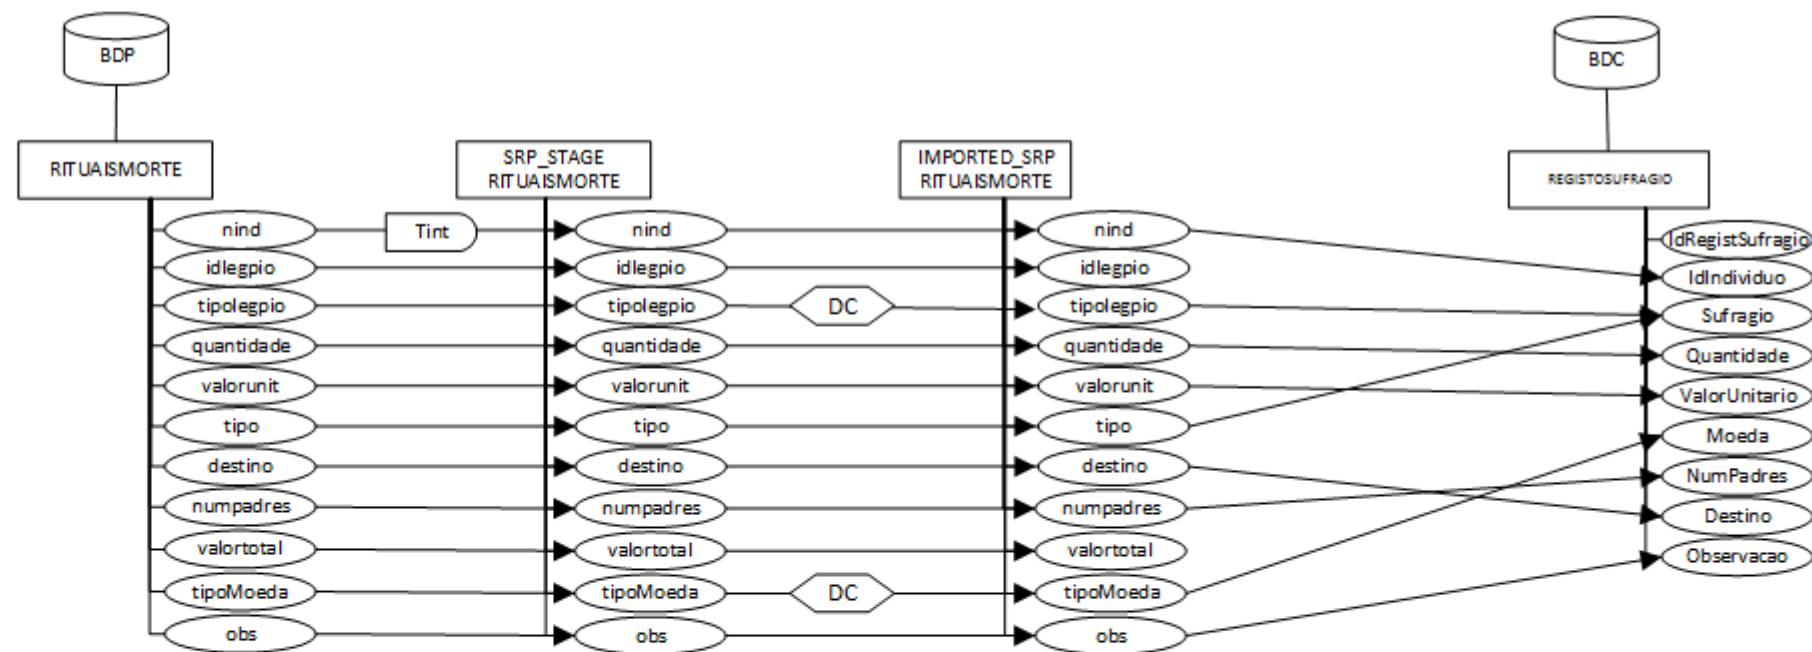 BDP
BDC
RITUAISMORTE
SRP_STAGE
RITUAISMORTE
IMPORTED_SRP
RITUAISMORTE
REGISTOSUFRAGIO
nind
Tint
nind
nind
IdRegistSufragio
idlegpio
idlegpio
idlegpio
IdIndividuo
tipolegpio
tipolegpio
DC
tipolegpio
Sufragio
quantidade
quantidade
quantidade
Quantidade
valorunit
valorunit
valorunit
ValorUnitario
tipo
tipo
tipo
Moeda
destino
destino
destino
NumPadres
numpadres
numpadres
numpadres
Destino
valortotal
valortotal
valortotal
Observacao
tipoMoeda
tipoMoeda
DC
tipoMoeda
obs
obs
obs